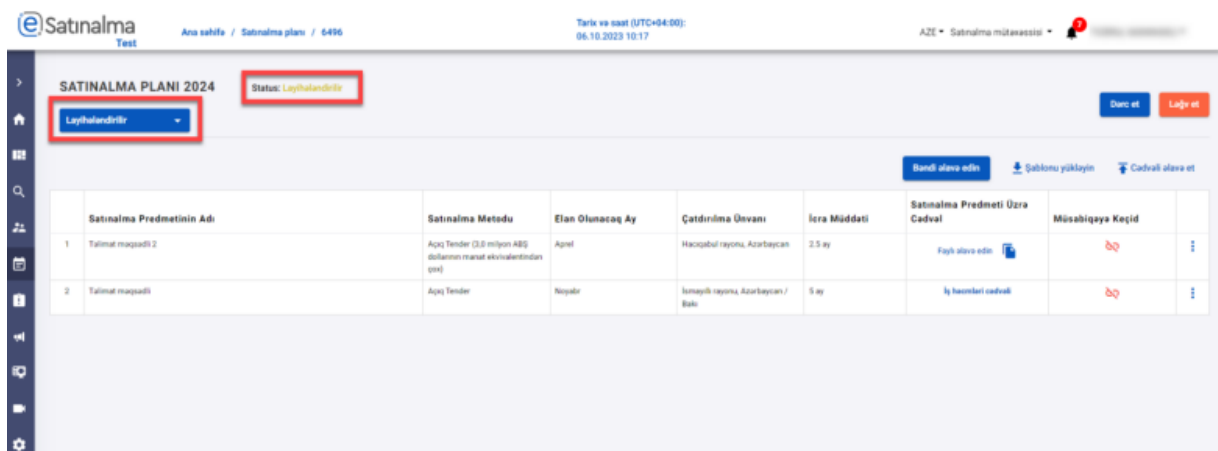 eSatınalma
Test
Ana səhifə / Satınalma planı / 6496
Tarix və saat (UTC+04:00):
06.10.2023 10:17
AZE Satınalma mütəxəssisi
7
SATINALMA PLANI 2024
Status: Layihələndirilir
Layihələndirilir
Dərc et
Ləğv et
Bəndi əlavə edin
Şablonu yükləyin
Cədvəli əlavə et
Satınalma Predmetinin Adı
Satınalma Metodu
Elan Olunacaq Ay
Çatdırılma Ünvanı
İcra Müddəti
Satınalma Predmeti Üzrə
Cədvəl
Müsabiqəyə Keçid
1
Təlimat məqsədli 2
Açıq Tender (3,0 milyon ABŞ
dollarının manat ekvivalentindən
çox)
Aprel
Hacıqabul rayonu, Azərbaycan
2.5 ay
Faylı əlavə edin
2
Təlimat məqsədli
Açıq Tender
Noyabr
İsmayıllı rayonu, Azərbaycan /
Bakı
5 ay
İş həcmləri cədvəli